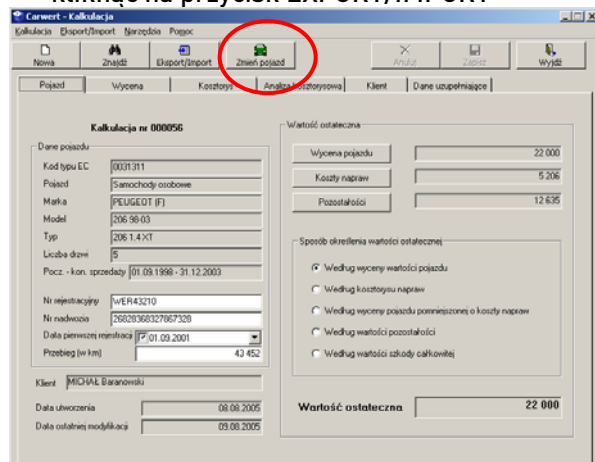 Kliknąć na przycisk EXPORT/IMPORT
Carwert - Kalkulacja
Kalkulacja Eksport/Import Narzędzia Pomoc
Nowa Znajdź Eksport/Import Zmień pojazd Anuluj Zapisz Wyjdź
Pojazd Wycena Kosztorys Analiza kosztorysowa Klient Dane uzupełniające
Kalkulacja nr 000056
Dane pojazdu
Kod typu EC 0031311
Pojazd Samochody osobowe
Marka PEUGEOT (F)
Model 206 98-03
Typ 206 1.4 XT
Liczba drzwi 5
Pocz. - kon. sprzedaży 01.09.1998 - 31.12.2003
Nr rejestracyjny WER43210
Nr nadwozia 26828368327867328
Data pierwszej rejestracji 01.09.2001
Przebieg (w km) 43 452
Klient MICHAŁ Baranowski
Data utworzenia 08.08.2005
Data ostatniej modyfikacji 09.08.2005
Wartość ostateczna
Wycena pojazdu 22 000
Koszty napraw 5 206
Pozostałości 12 635
Sposób określenia wartości ostatecznej
Według wyceny wartości pojazdu
Według kosztorysu napraw
Według wyceny pojazdu pomniejszonej o koszty napraw
Według wartości pozostałości
Według wartości szkody całkowitej
Wartość ostateczna 22 000